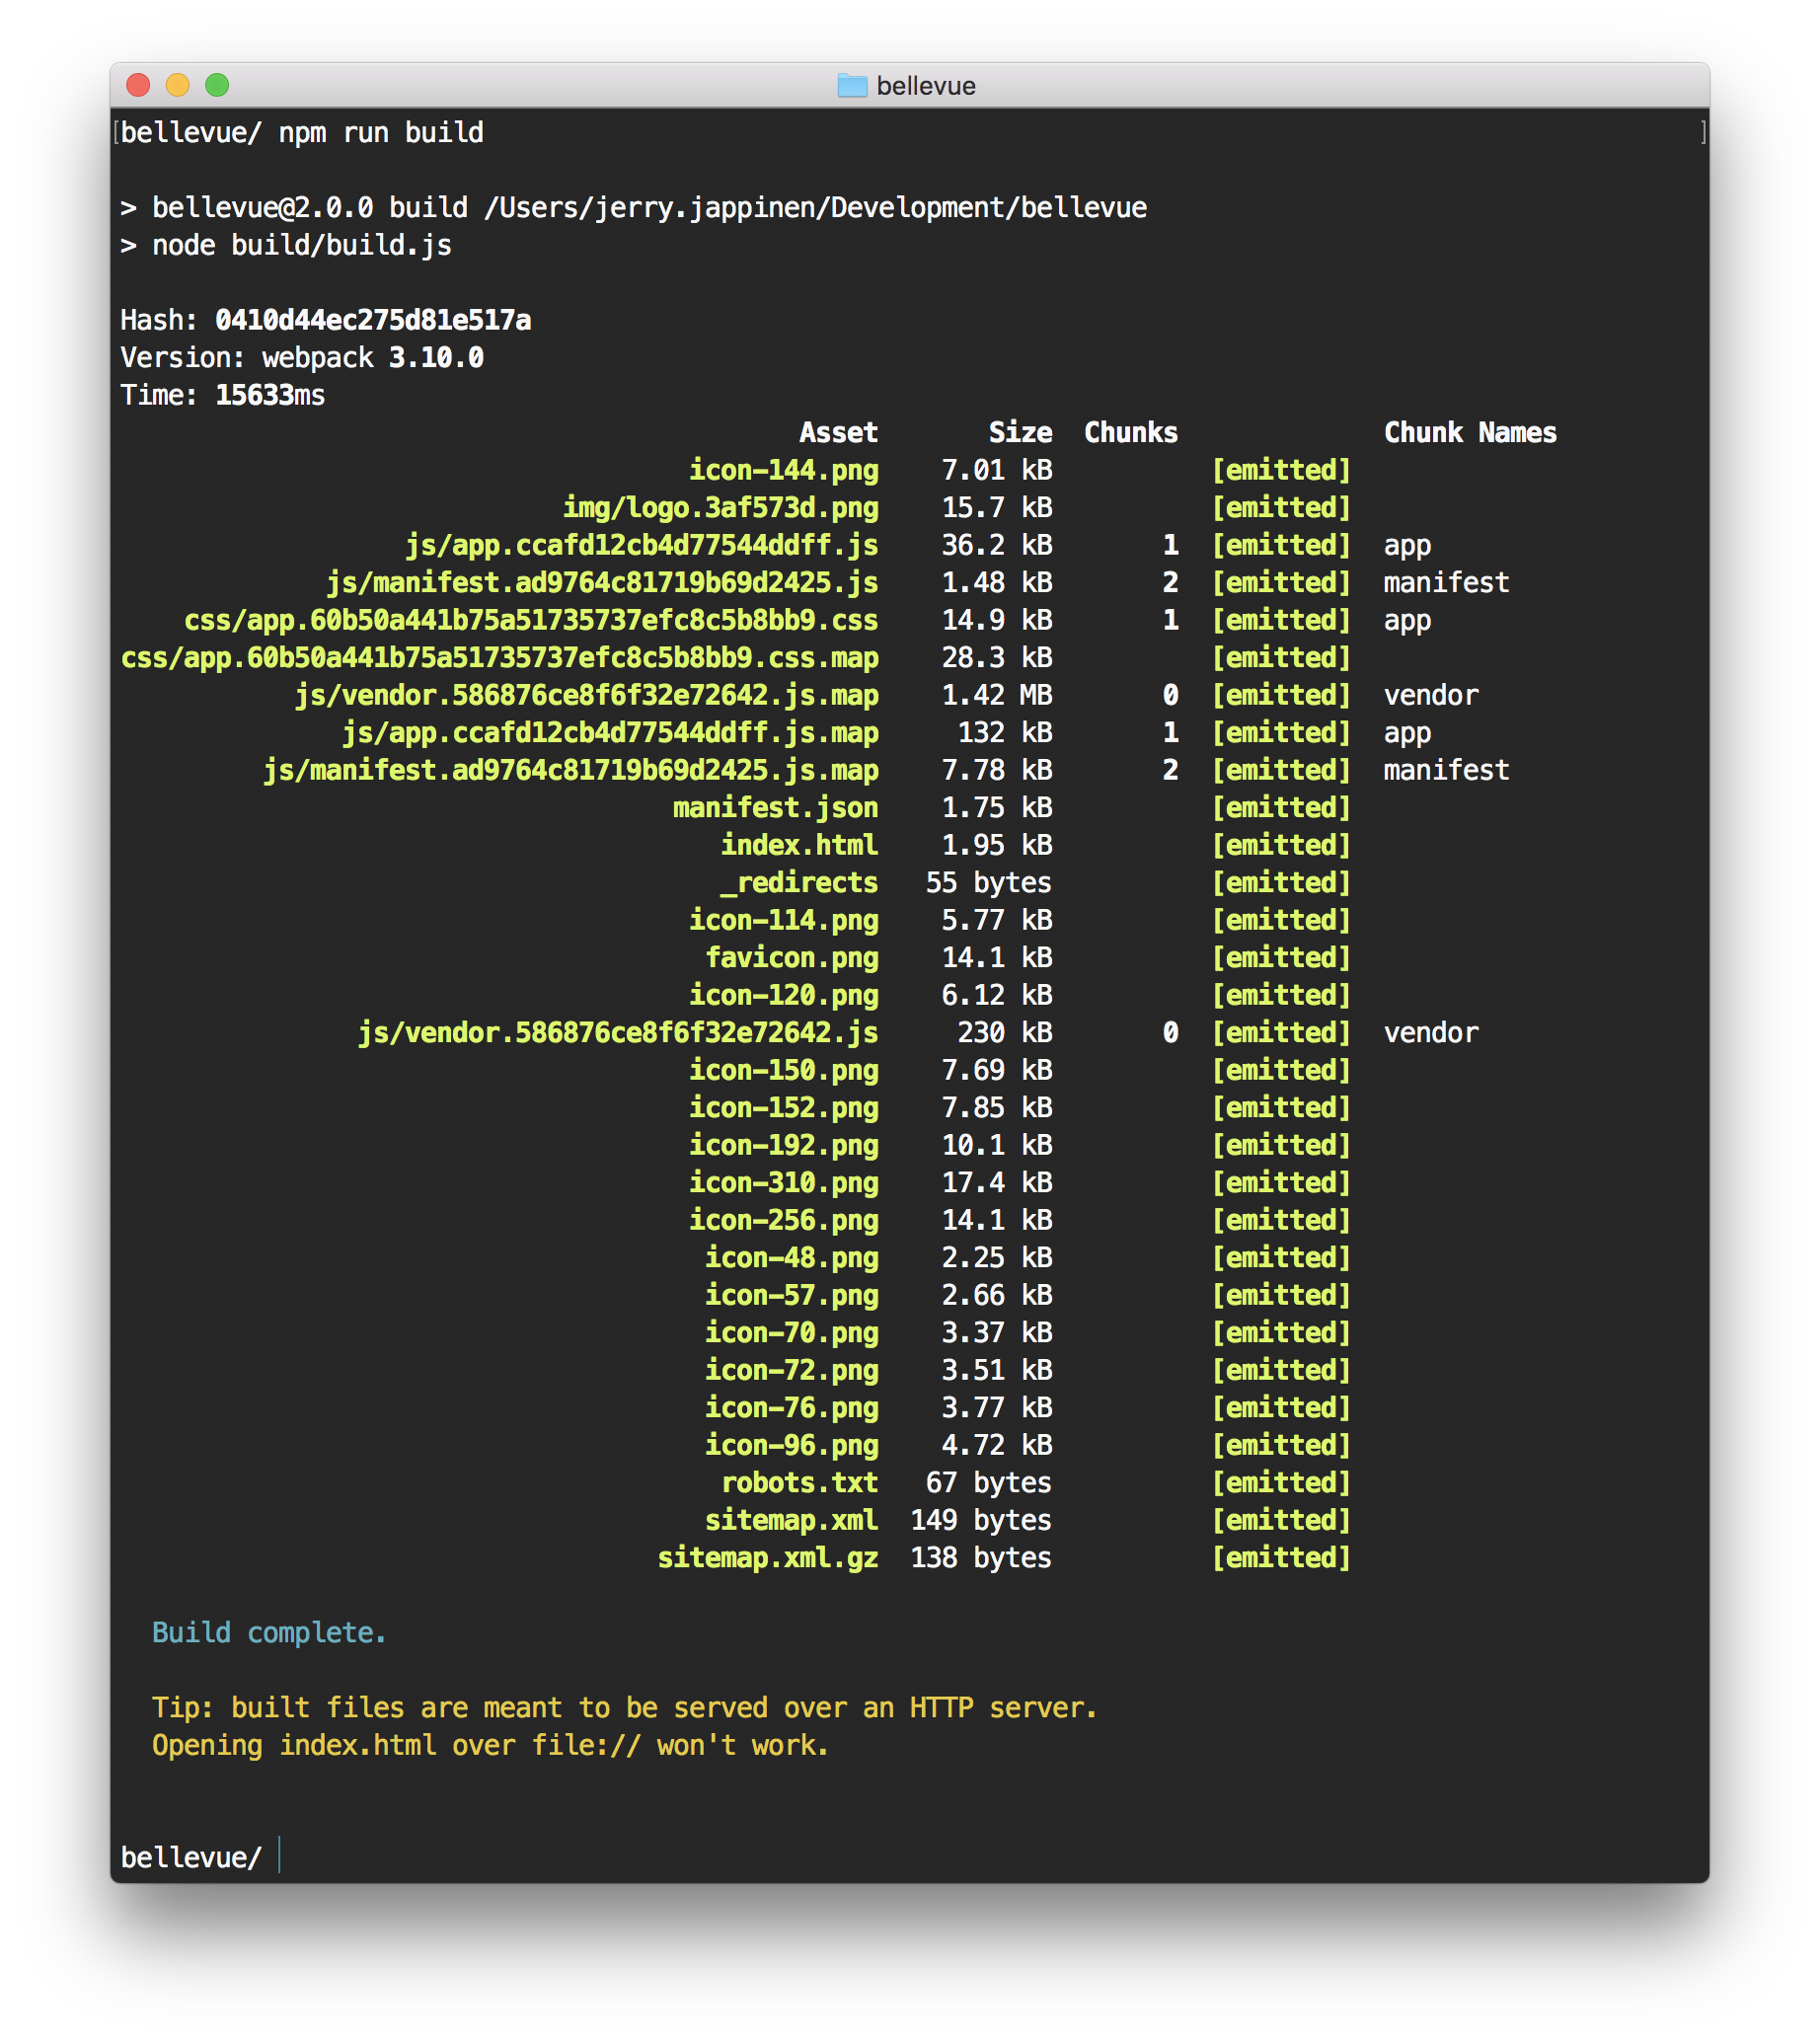 bellevue
[bellevue/ npm run build ]
> bellevue@2.0.0 build /Users/jerry.jappinen/Development/bellevue
> node build/build.js
Hash: 0410d44ec275d81e517a
Version: webpack 3.10.0
Time: 15633ms
Asset Size Chunks Chunk Names
icon-144.png 7.01 kB [emitted]
img/logo.3af573d.png 15.7 kB [emitted]
js/app.ccafd12cb4d77544ddff.js 36.2 kB 1 [emitted] app
js/manifest.ad9764c81719b69d2425.js 1.48 kB 2 [emitted] manifest
css/app.60b50a441b75a51735737efc8c5b8bb9.css 14.9 kB 1 [emitted] app
css/app.60b50a441b75a51735737efc8c5b8bb9.css.map 28.3 kB [emitted]
js/vendor.586876ce8f6f32e72642.js.map 1.42 MB 0 [emitted] vendor
js/app.ccafd12cb4d77544ddff.js.map 132 kB 1 [emitted] app
js/manifest.ad9764c81719b69d2425.js.map 7.78 kB 2 [emitted] manifest
manifest.json 1.75 kB [emitted]
index.html 1.95 kB [emitted]
_redirects 55 bytes [emitted]
icon-114.png 5.77 kB [emitted]
favicon.png 14.1 kB [emitted]
icon-120.png 6.12 kB [emitted]
js/vendor.586876ce8f6f32e72642.js 230 kB 0 [emitted] vendor
icon-150.png 7.69 kB [emitted]
icon-152.png 7.85 kB [emitted]
icon-192.png 10.1 kB [emitted]
icon-310.png 17.4 kB [emitted]
icon-256.png 14.1 kB [emitted]
icon-48.png 2.25 kB [emitted]
icon-57.png 2.66 kB [emitted]
icon-70.png 3.37 kB [emitted]
icon-72.png 3.51 kB [emitted]
icon-76.png 3.77 kB [emitted]
icon-96.png 4.72 kB [emitted]
robots.txt 67 bytes [emitted]
sitemap.xml 149 bytes [emitted]
sitemap.xml.gz 138 bytes [emitted]
Build complete.
Tip: built files are meant to be served over an HTTP server.
Opening index.html over file:// won't work.
bellevue/